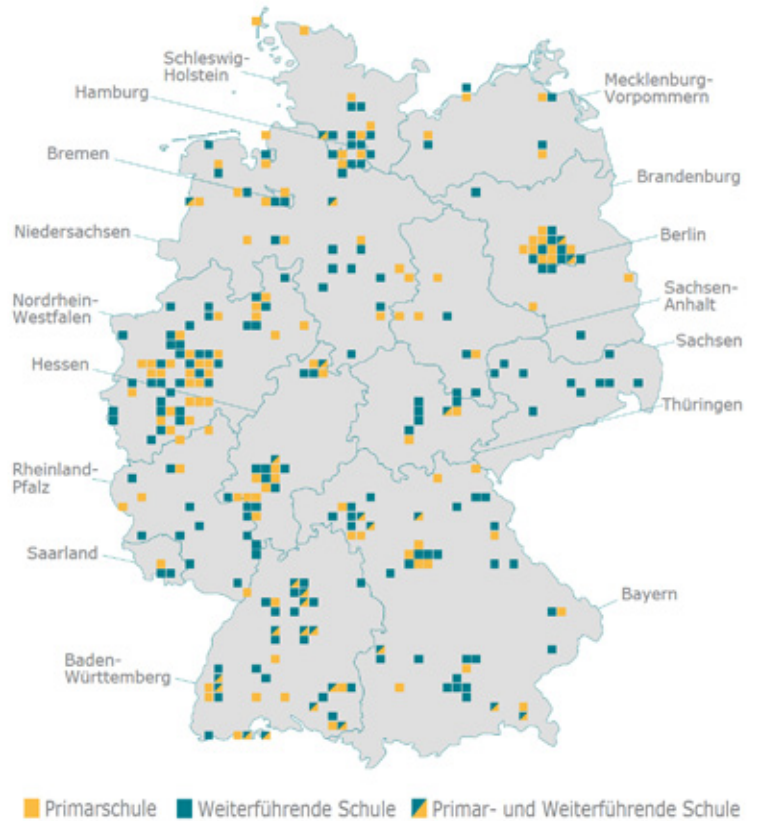 Schleswig-
Holstein
Hamburg
Mecklenburg-
Vorpommern
Bremen
Brandenburg
Niedersachsen
Berlin
Nordrhein-
Westfalen
Sachsen-
Anhalt
Sachsen
Hessen
Thüringen
Rheinland-
Pfalz
Saarland
Bayern
Baden-
Württemberg
Primarschule
Weiterführende Schule
Primar- und Weiterführende Schule